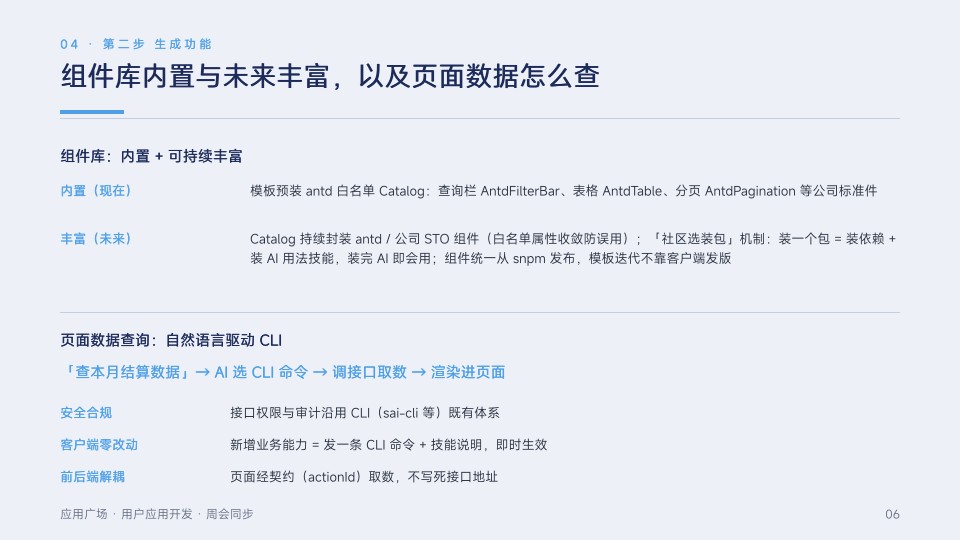 04 · 第二步 生成功能
组件库内置与未来丰富，以及页面数据怎么查
组件库：内置 + 可持续丰富
内置（现在）
模板预装 antd 白名单 Catalog：查询栏 AntdFilterBar、表格 AntdTable、分页 AntdPagination 等公司标准件
丰富（未来）
Catalog 持续封装 antd / 公司 STO 组件（白名单属性收敛防误用）；「社区选装包」机制：装一个包 = 装依赖 +
装 AI 用法技能，装完 AI 即会用；组件统一从 snpm 发布，模板迭代不靠客户端发版
页面数据查询：自然语言驱动 CLI
「查本月结算数据」→ AI 选 CLI 命令 → 调接口取数 → 渲染进页面
安全合规
接口权限与审计沿用 CLI（sai-cli 等）既有体系
客户端零改动
新增业务能力 = 发一条 CLI 命令 + 技能说明，即时生效
前后端解耦
页面经契约（actionId）取数，不写死接口地址
应用广场 · 用户应用开发 · 周会同步
06